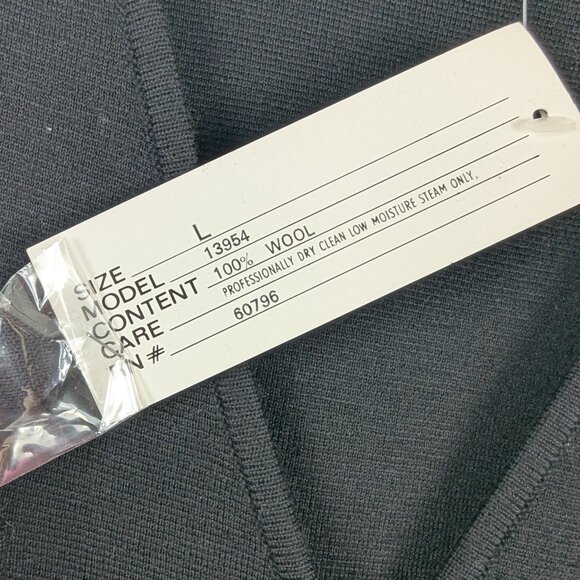 SIZE L
MODEL 13954
CONTENT 100% WOOL
CARE PROFESSIONALLY DRY CLEAN LOW MOISTURE STEAM ONLY,
RN # 60796